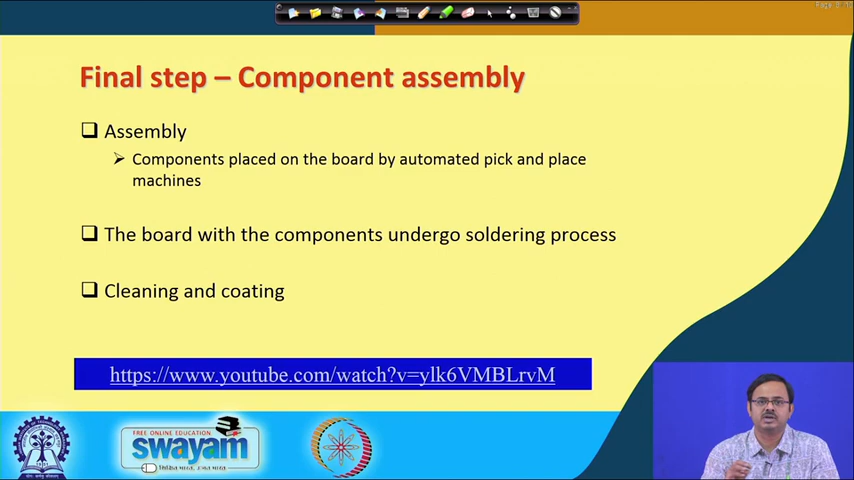 Final step – Component assembly
Assembly
Components placed on the board by automated pick and place
machines
The board with the components undergo soldering process
Cleaning and coating
https://www.youtube.com/watch?v=ylk6VMBLrvM
FREE ONLINE EDUCATION
swayam